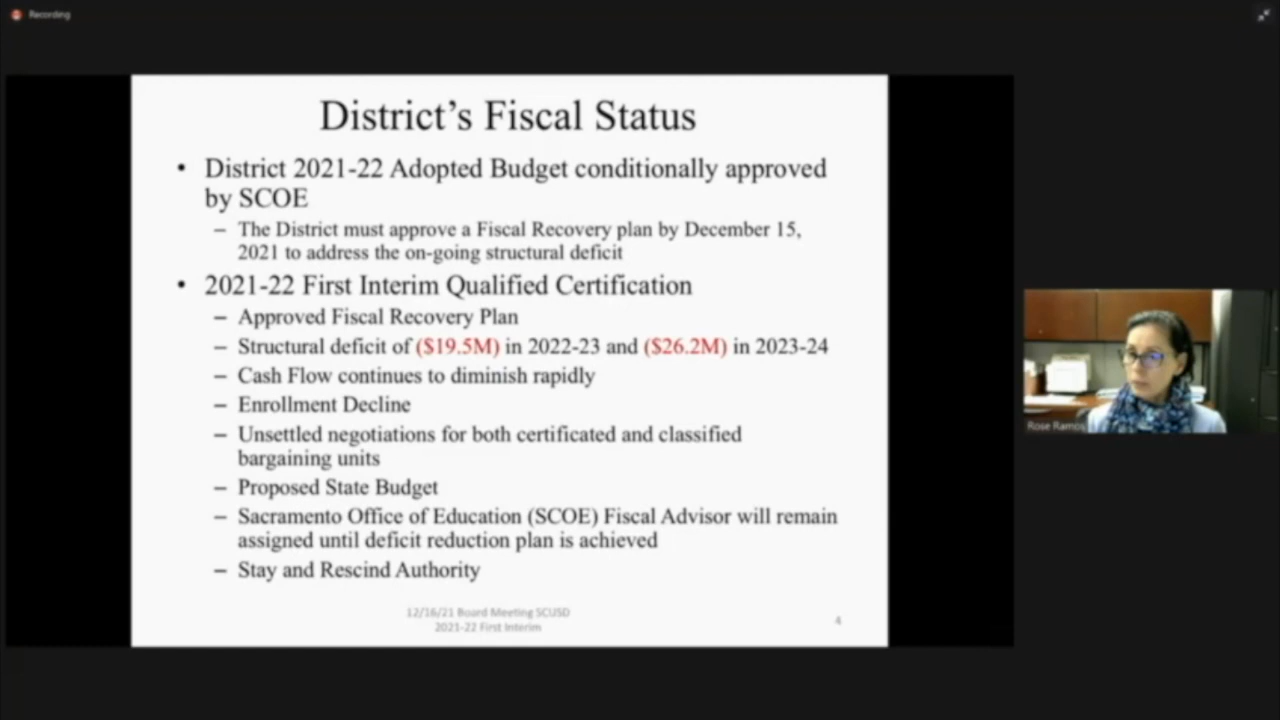 Recording
District's Fiscal Status
• District 2021-22 Adopted Budget conditionally approved
by SCOE
– The District must approve a Fiscal Recovery plan by December 15,
2021 to address the on-going structural deficit
• 2021-22 First Interim Qualified Certification
– Approved Fiscal Recovery Plan
– Structural deficit of ($19.5M) in 2022-23 and ($26.2M) in 2023-24
– Cash Flow continues to diminish rapidly
– Enrollment Decline
– Unsettled negotiations for both certificated and classified
bargaining units
– Proposed State Budget
– Sacramento Office of Education (SCOE) Fiscal Advisor will remain
assigned until deficit reduction plan is achieved
– Stay and Rescind Authority
12/16/21 Board Meeting SCUSD
2021-22 First Interim
4
Rose Ramos